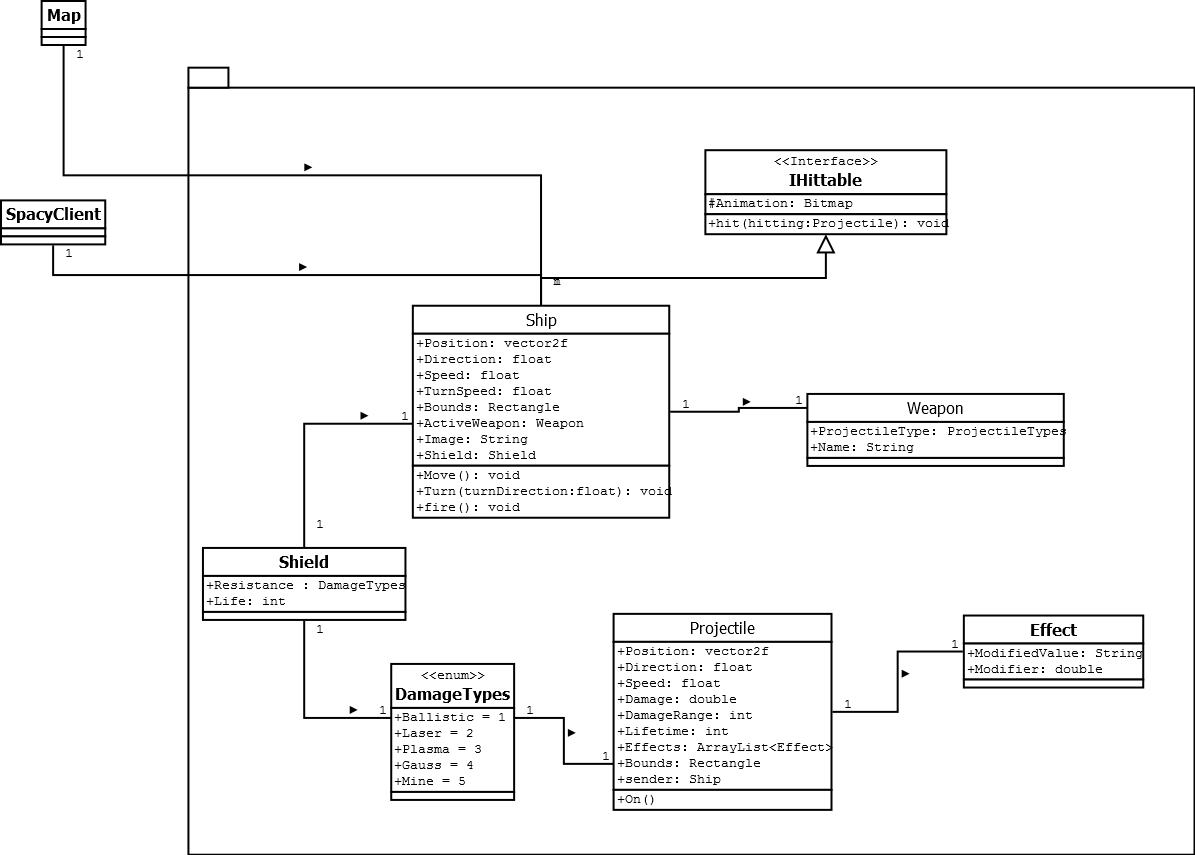 Map
1
SpacyClient
1
<<Interface>>
IHittable
#Animation: Bitmap
+hit(hitting:Projectile): void
m
Ship
+Position: vector2f
+Direction: float
+Speed: float
+TurnSpeed: float
+Bounds: Rectangle
+ActiveWeapon: Weapon
+Image: String
+Shield: Shield
+Move(): void
+Turn(turnDirection:float): void
+fire(): void
1
1
1
Weapon
+ProjectileType: ProjectileTypes
+Name: String
1
Shield
+Resistance : DamageTypes
+Life: int
1
1
<<enum>>
DamageTypes
+Ballistic = 1
+Laser = 2
+Plasma = 3
+Gauss = 4
+Mine = 5
1
1
Projectile
+Position: vector2f
+Direction: float
+Speed: float
+Damage: double
+DamageRange: int
+Lifetime: int
+Effects: ArrayList<Effect>
+Bounds: Rectangle
+sender: Ship
+On()
1
1
Effect
+ModifiedValue: String
+Modifier: double